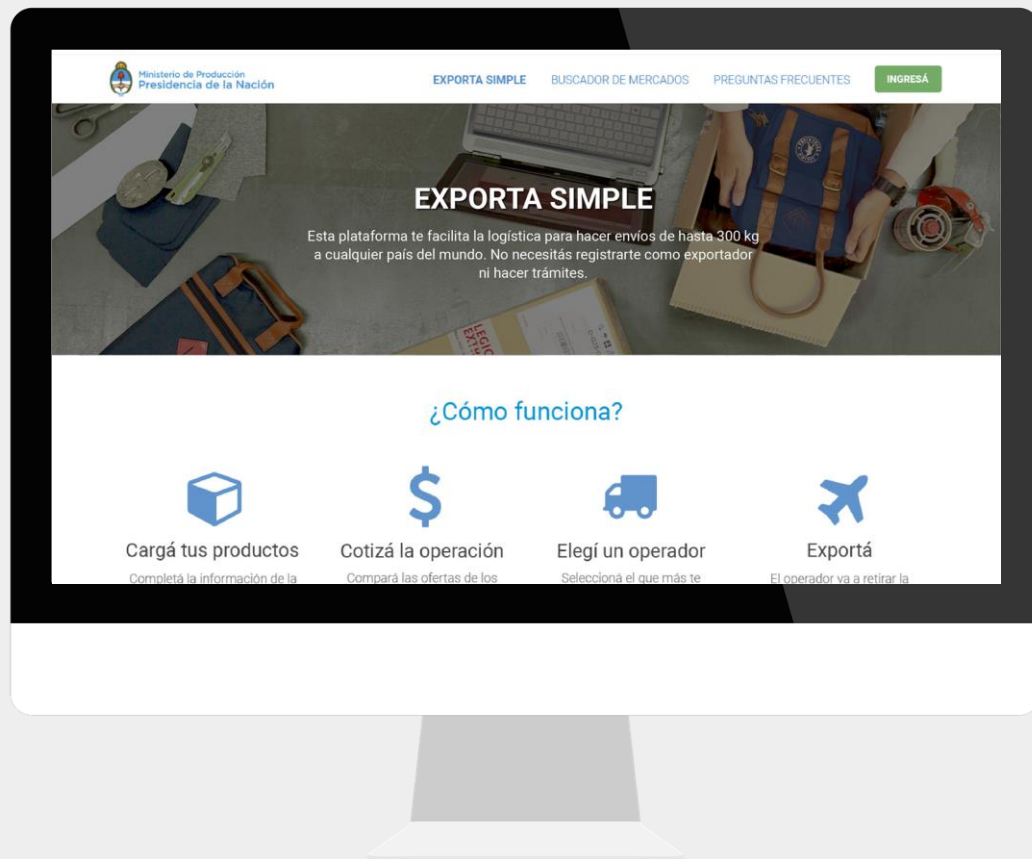 Ministerio de Producción
Presidencia de la Nación
EXPORTA SIMPLE
BUSCADOR DE MERCADOS
PREGUNTAS FRECUENTES
INGRESÁ
EXPORTA SIMPLE
Esta plataforma te facilita la logística para hacer envíos de hasta 300 kg
a cualquier país del mundo. No necesitás registrarte como exportador
ni hacer trámites.
¿Cómo funciona?
Cargá tus productos
Completá la información de la
Cotizá la operación
Compará las ofertas de los
Elegí un operador
Seleccioná el que más te
Exportá
El operador va a retirar la